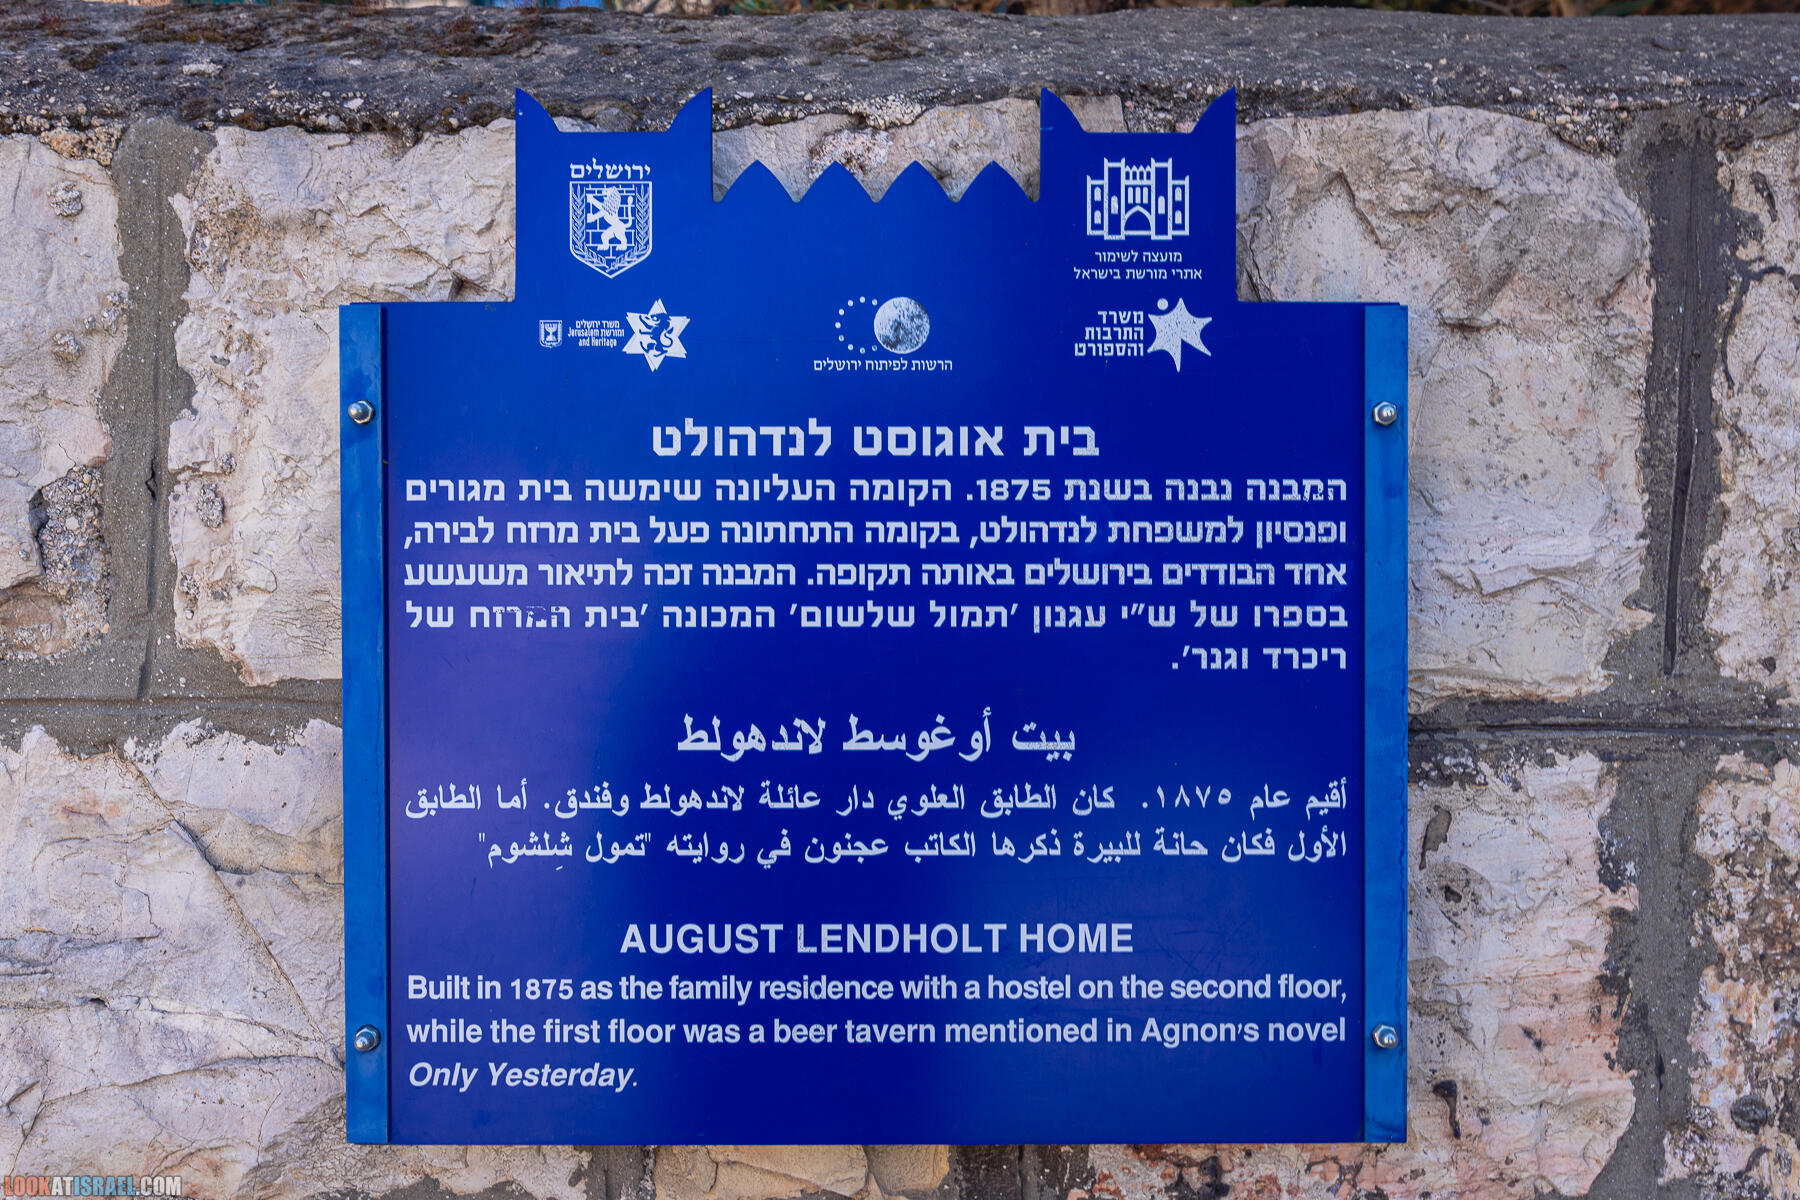 ירושלים
מועצה לשימור
אתרי מורשת בישראל
משרד ירושלים
ומורשת Jerusalem
and Heritage
הרשות לפיתוח ירושלים
משרד
התרבות
והספורט
בית אוגוסט לנדהולט
המבנה נבנה בשנת 1875. הקומה העליונה שימשה בית מגורים
ופנסיון למשפחת לנדהולט, בקומה התחתונה פעל בית מרזח לבירה,
אחד הבודדים בירושלים באותה תקופה. המבנה זכה לתיאור משעשע
בספרו של ש"י עגנון 'תמול שלשום' המכונה 'בית המרזח של
ריכרד וגנר'.
بيت أوغوسط لاندهولط
أقيم عام ١٨٧٥. كان الطابق العلوي دار عائلة لاندهولط وفندق. أما الطابق
الأول فكان حانة للبيرة ذكرها الكاتب عجنون في روايته "تمول شِلشوم"
AUGUST LENDHOLT HOME
Built in 1875 as the family residence with a hostel on the second floor,
while the first floor was a beer tavern mentioned in Agnon's novel
Only Yesterday.
LOOKATISRAEL.COM